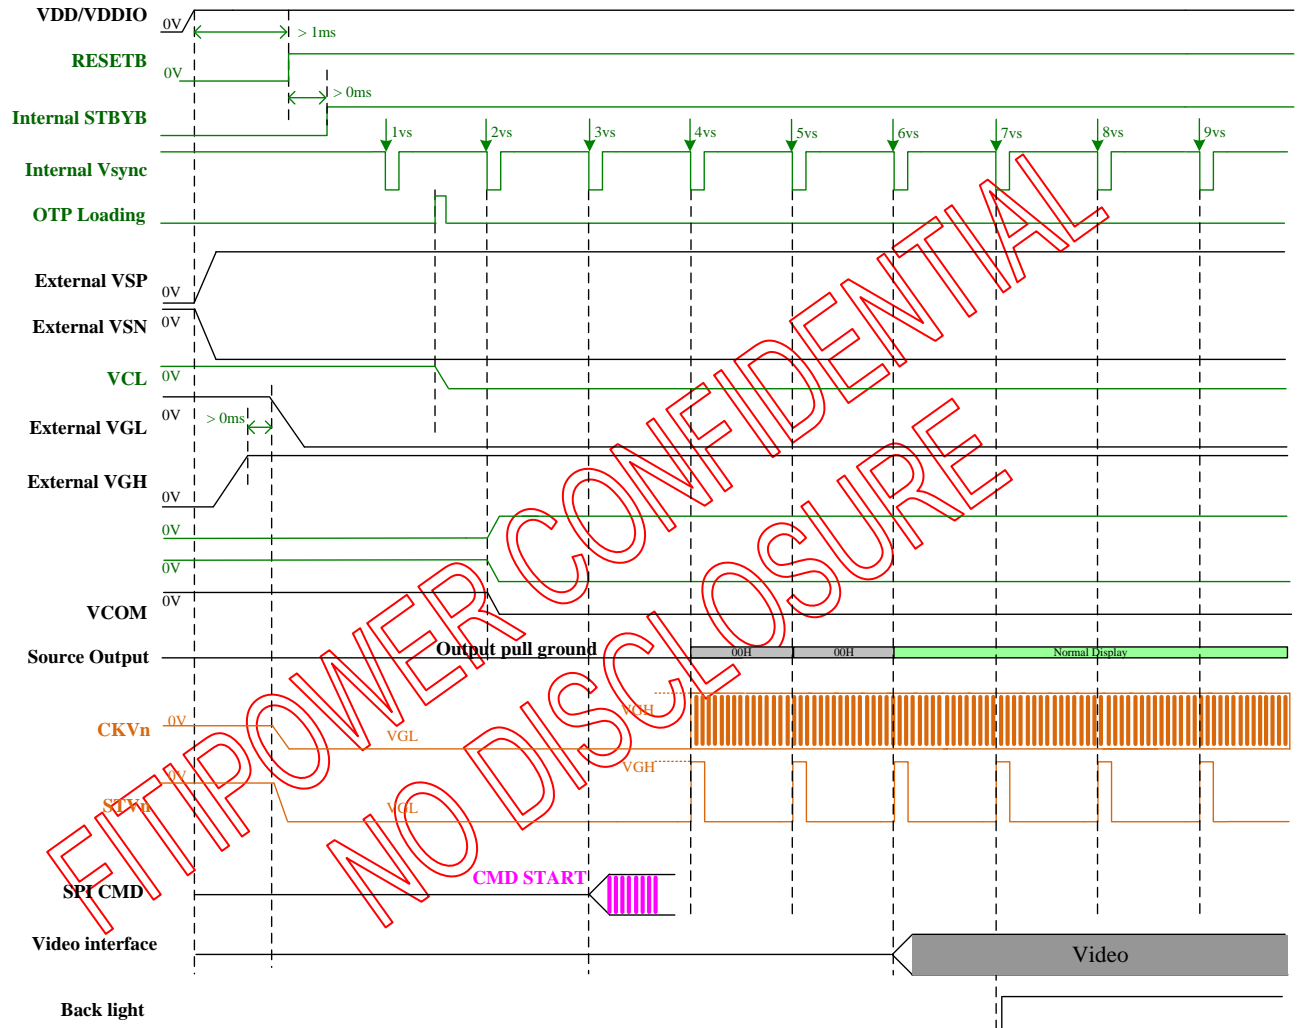 VDD/VDDIO
0V
> 1ms
RESETB
0V
> 0ms
Internal STBYB
1vs 2vs 3vs 4vs 5vs 6vs 7vs 8vs 9vs
Internal Vsync
OTP Loading
External VSP
0V
External VSN
0V
VCL
0V
External VGL
0V
> 0ms
External VGH
0V
0V
0V
VCOM
0V
Source Output
Output pull ground
00H
00H
Normal Display
CKVn
0V
VGL
VGH
STVn
0V
VGL
VGH
SPI CMD
CMD START
Video interface
Video
Back light
FITIPOWER CONFIDENTIAL
NO DISCLOSURE